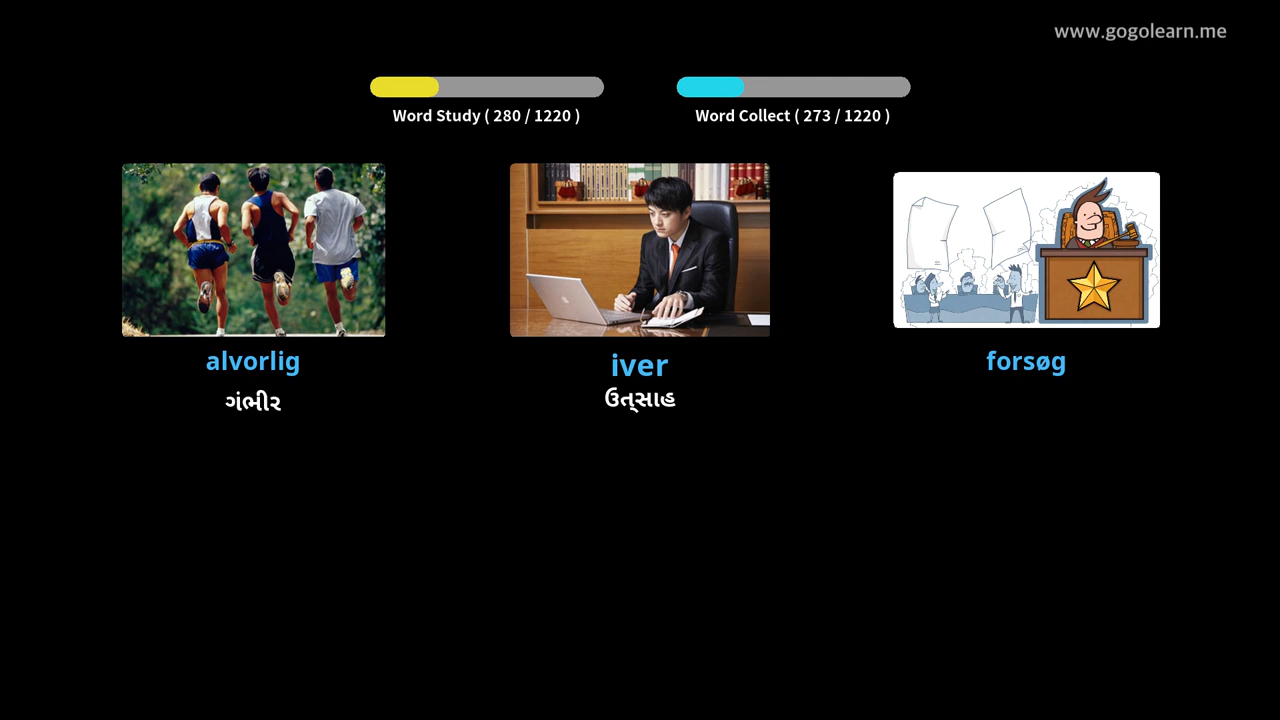 www.gogolearn.me
Word Study ( 280 / 1220 )
Word Collect ( 273 / 1220 )
alvorlig
iver
forsøg
ગંભીર
ઉત્સાહ